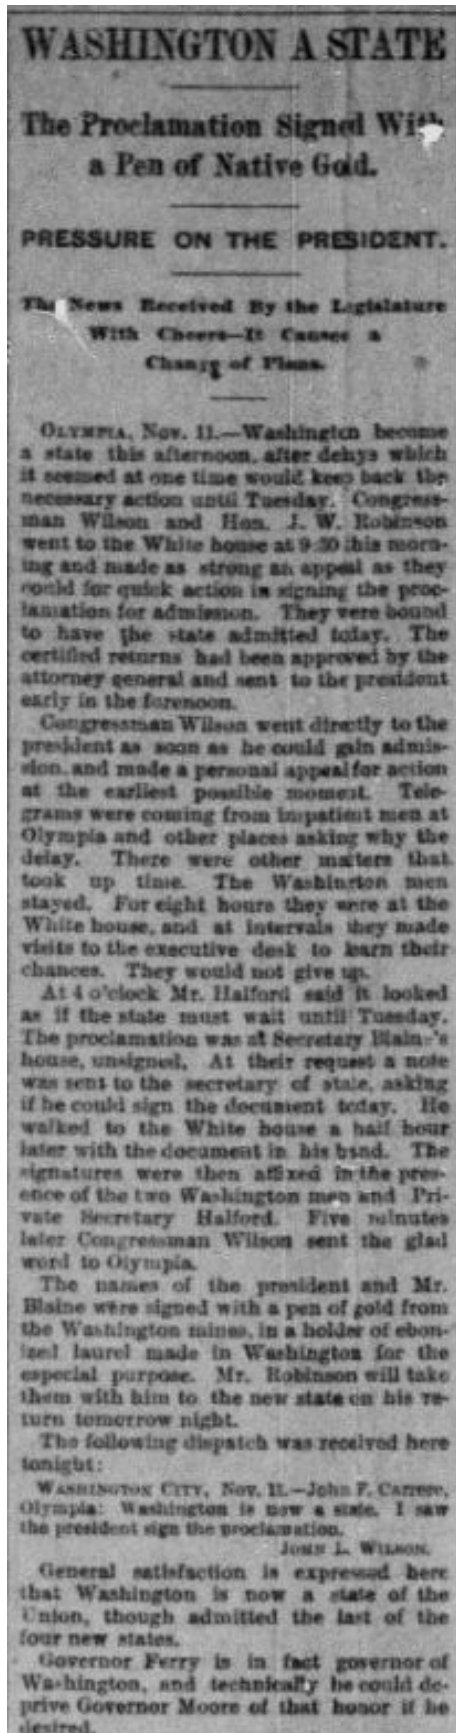 WASHINGTON A STATE
The Proclamation Signed With
a Pen of Native Gold.
PRESSURE ON THE PRESIDENT.
The News Received By the Legislature
With Cheers—It Causes a
Change of Plans.
OLYMPIA, Nov. 11.—Washington become
a state this afternoon, after delays which
it seemed at one time would keep back the
necessary action until Tuesday. Congress-
man Wilson and Hon. J. W. Robinson
went to the White house at 9:30 this morn-
ing and made as strong an appeal as they
could for quick action in signing the proc-
lamation for admission. They were bound
to have the state admitted today. The
certified returns had been approved by the
attorney general and sent to the president
early in the forenoon.
Congressman Wilson went directly to the
president as soon as he could gain admis-
sion, and made a personal appeal for action
at the earliest possible moment. Tele-
grams were coming from impatient men at
Olympia and other places asking why the
delay. There were other matters that
took up time. The Washington men
stayed. For eight hours they were at the
White house, and at intervals they made
visits to the executive desk to learn their
chances. They would not give up.
At 4 o'clock Mr. Halford said it looked
as if the state must wait until Tuesday.
The proclamation was at Secretary Blaine's
house, unsigned. At their request a note
was sent to the secretary of state, asking
if he could sign the document today. He
walked to the White house a half hour
later with the document in his hand. The
signatures were then affixed in the pres-
ence of the two Washington men and Pri-
vate Secretary Halford. Five minutes
later Congressman Wilson sent the glad
word to Olympia.
The names of the president and Mr.
Blaine were signed with a pen of gold from
the Washington mines, in a holder of ebon-
ized laurel made in Washington for the
especial purpose. Mr. Robinson will take
them with him to the new state on his re-
turn tomorrow night.
The following dispatch was received here
tonight:
WASHINGTON CITY, Nov. 11.—John F.
Olympia: Washington is now a state. I saw
the president sign the proclamation.
JOHN L. WILSON.
General satisfaction is expressed here
that Washington is now a state of the
Union, though admitted the last of the
four new states.
Governor Ferry is in fact governor of
Washington, and technically he could de-
prive Governor Moore of that honor if he
desired.